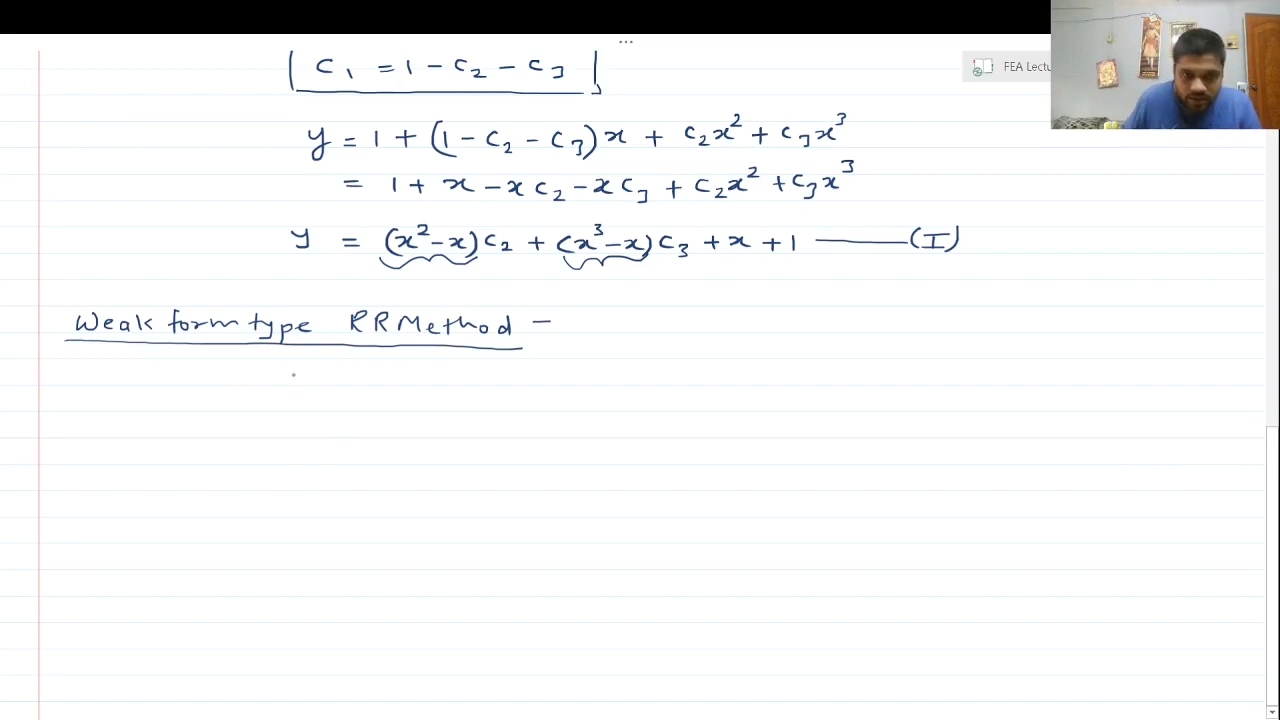 ...
C₁ = 1 - C₂ - C₃
FEA Lectu
y = 1 + (1 - C₂ - C₃)x + C₂x² + C₃x³
= 1 + x - xC₂ - xC₃ + C₂x² + C₃x³
y = (x² - x)C₂ + (x³ - x)C₃ + x + 1 ——— (I)
Weak form type RR Method -